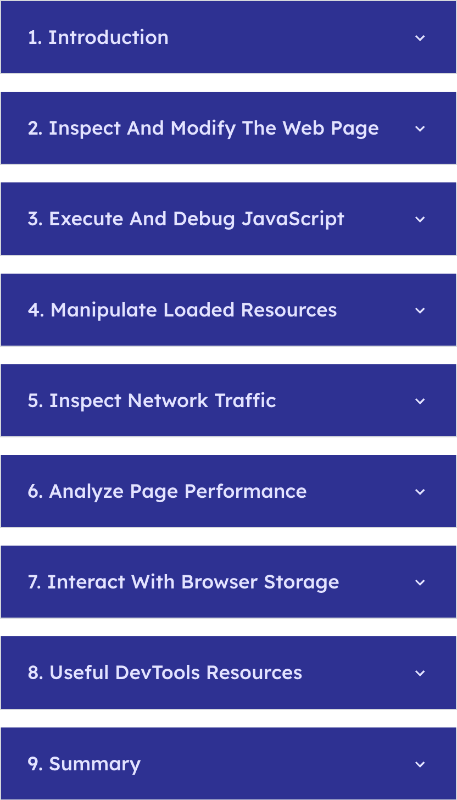 1. Introduction
2. Inspect And Modify The Web Page
3. Execute And Debug JavaScript
4. Manipulate Loaded Resources
5. Inspect Network Traffic
6. Analyze Page Performance
7. Interact With Browser Storage
8. Useful DevTools Resources
9. Summary